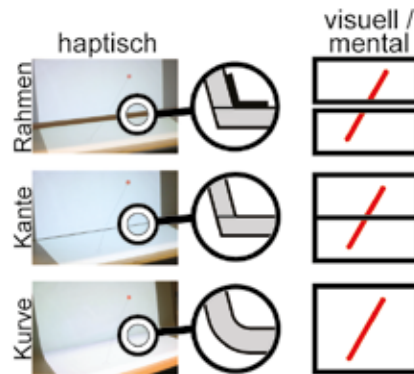 haptisch
visuell /
mental
Rahmen
Kante
Kurve